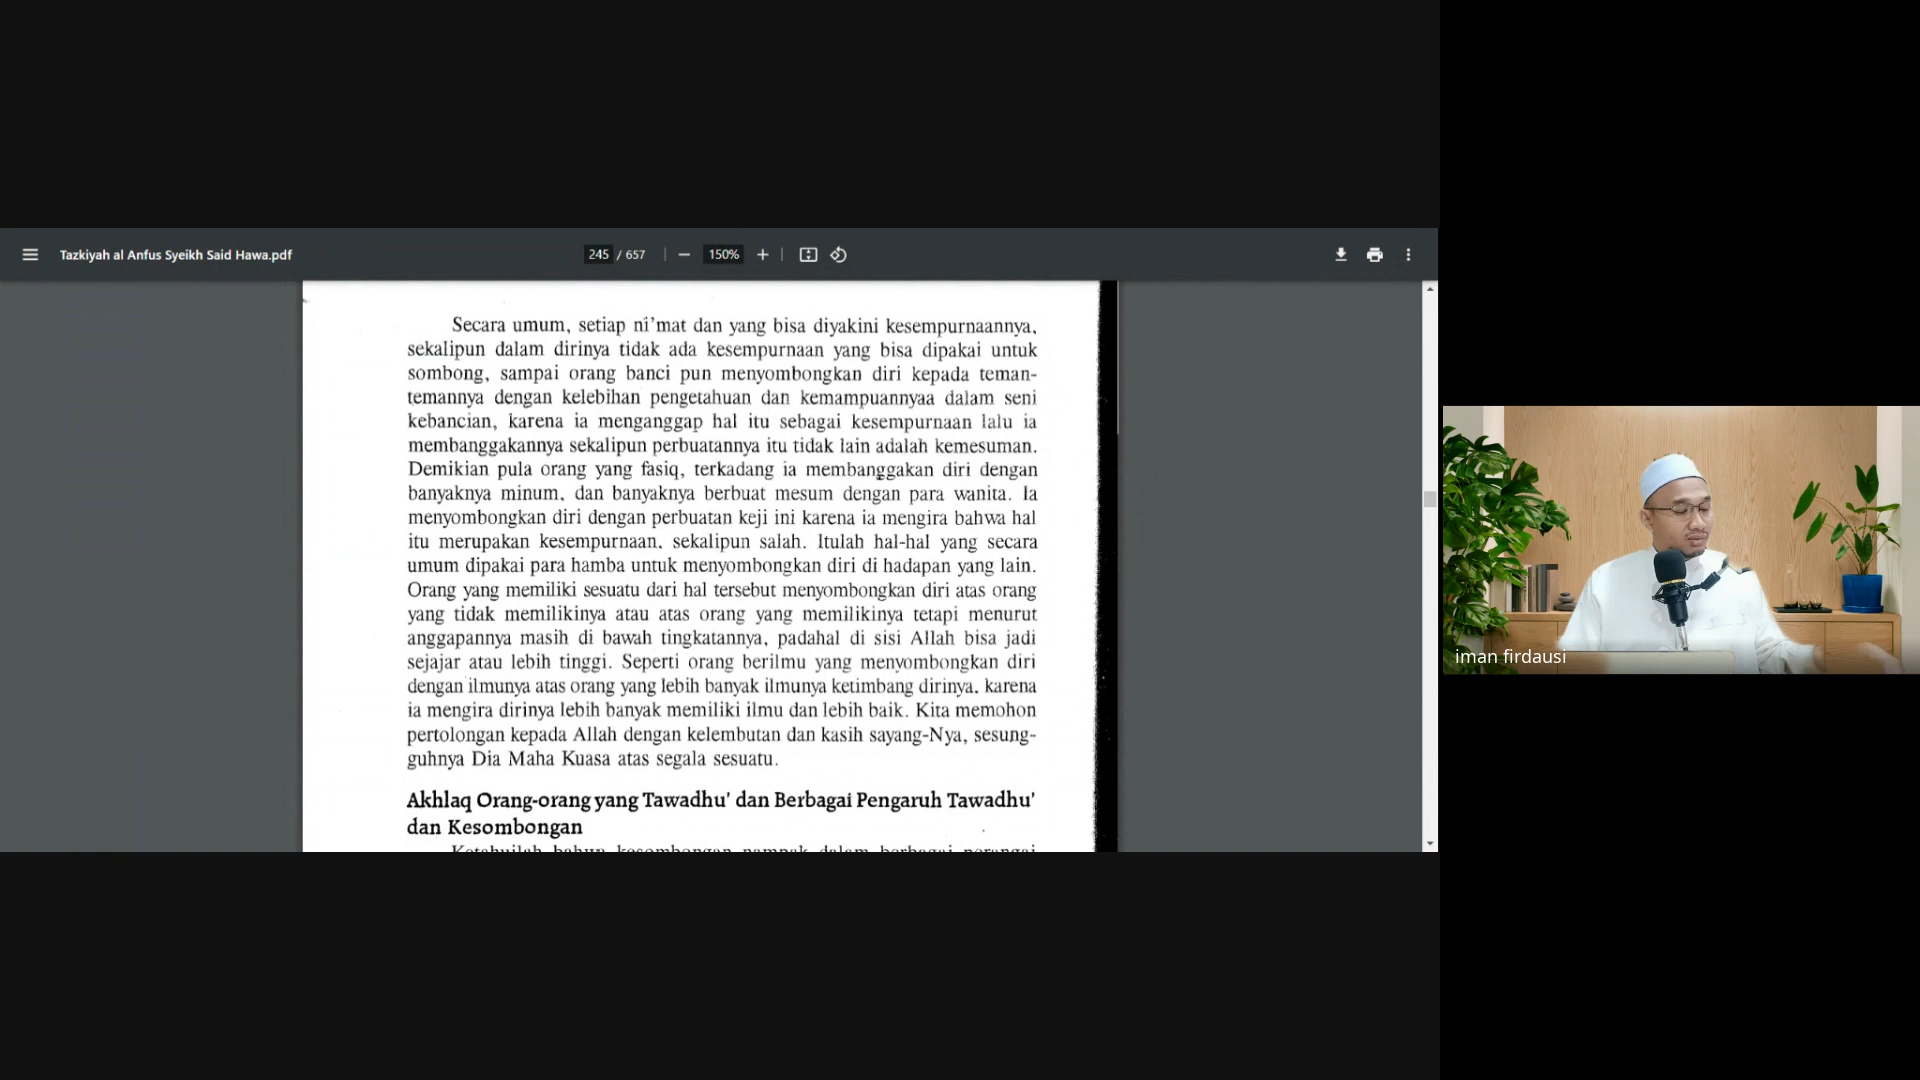 Tazkiyah al Anfus Syeikh Said Hawa.pdf
245 / 657
150%
Secara umum, setiap ni'mat dan yang bisa diyakini kesempurnaannya,
sekalipun dalam dirinya tidak ada kesempurnaan yang bisa dipakai untuk
sombong, sampai orang banci pun menyombongkan diri kepada teman-
temannya dengan kelebihan pengetahuan dan kemampuannyaa dalam seni
kebancian, karena ia menganggap hal itu sebagai kesempurnaan lalu ia
membanggakannya sekalipun perbuatannya itu tidak lain adalah kemesuman.
Demikian pula orang yang fasiq, terkadang ia membanggakan diri dengan
banyaknya minum, dan banyaknya berbuat mesum dengan para wanita. Ia
menyombongkan diri dengan perbuatan keji ini karena ia mengira bahwa hal
itu merupakan kesempurnaan, sekalipun salah. Itulah hal-hal yang secara
umum dipakai para hamba untuk menyombongkan diri di hadapan yang lain.
Orang yang memiliki sesuatu dari hal tersebut menyombongkan diri atas orang
yang tidak memilikinya atau atas orang yang memilikinya tetapi menurut
anggapannya masih di bawah tingkatannya, padahal di sisi Allah bisa jadi
sejajar atau lebih tinggi. Seperti orang berilmu yang menyombongkan diri
dengan ilmunya atas orang yang lebih banyak ilmunya ketimbang dirinya, karena
ia mengira dirinya lebih banyak memiliki ilmu dan lebih baik. Kita memohon
pertolongan kepada Allah dengan kelembutan dan kasih sayang-Nya, sesung-
guhnya Dia Maha Kuasa atas segala sesuatu.
Akhlaq Orang-orang yang Tawadhu' dan Berbagai Pengaruh Tawadhu'
dan Kesombongan
Ketahuilah bahwa kesombongan nampak dalam berbagai perangai
iman firdausi